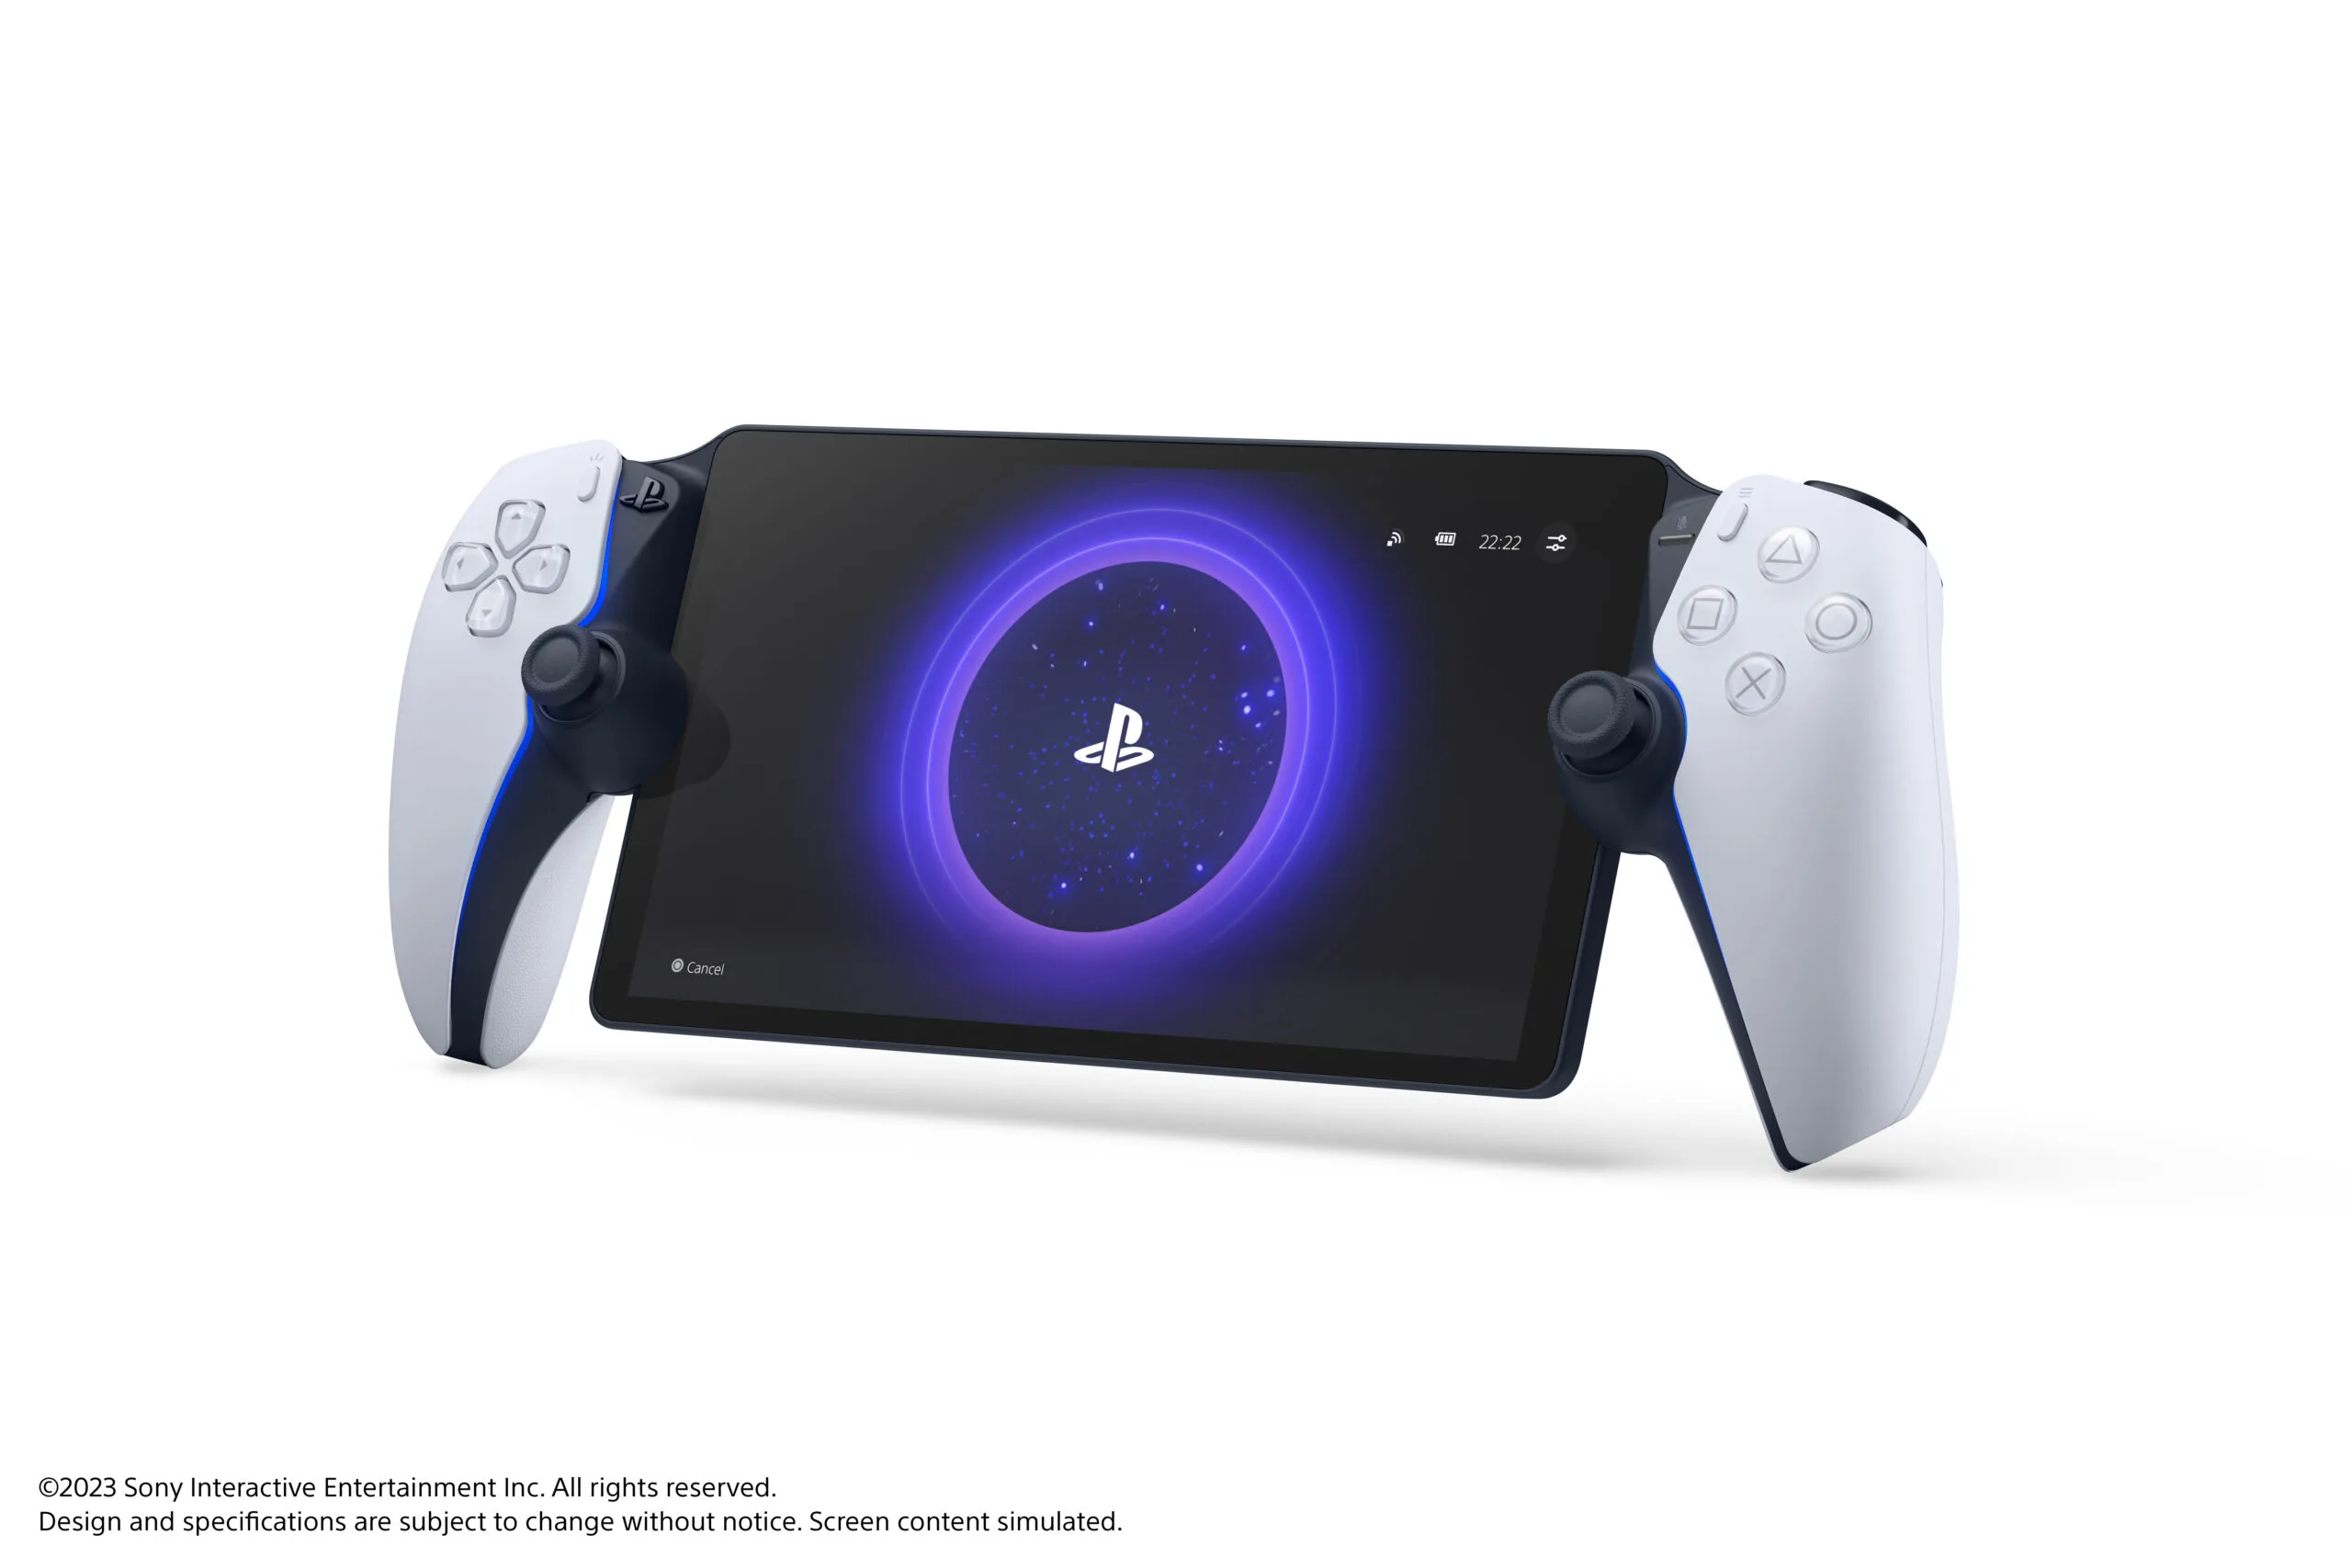 22:22
Cancel
©2023 Sony Interactive Entertainment Inc. All rights reserved.
Design and specifications are subject to change without notice. Screen content simulated.